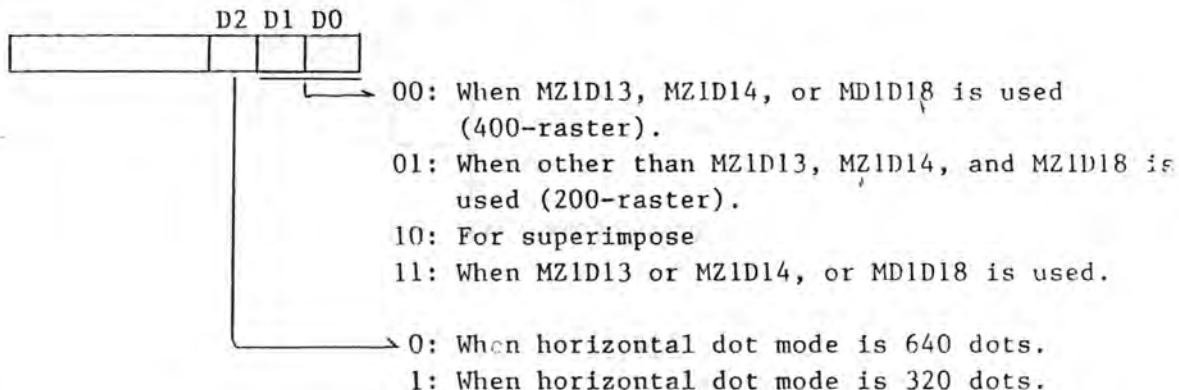 D2 D1 D0
00: When MZ1D13, MZ1D14, or MD1D18 is used
(400-raster).
01: When other than MZ1D13, MZ1D14, and MZ1D18 is
used (200-raster).
10: For superimpose
11: When MZ1D13 or MZ1D14, or MD1D18 is used.
0: When horizontal dot mode is 640 dots.
1: When horizontal dot mode is 320 dots.